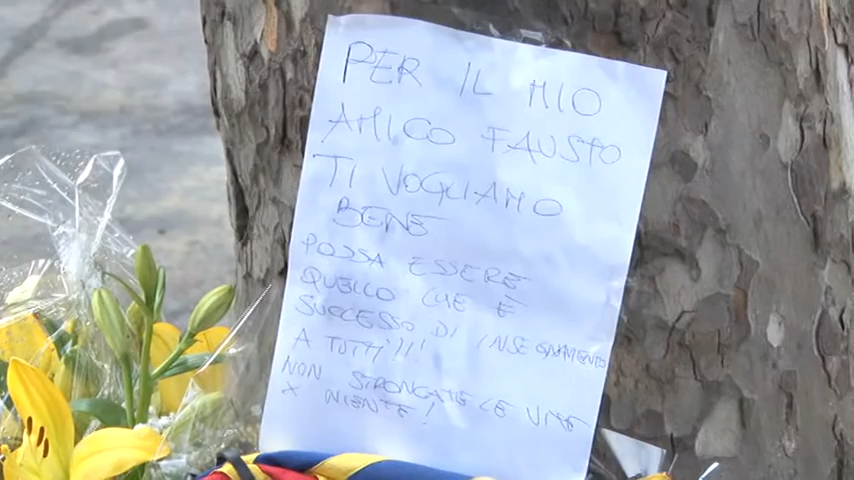 PER IL MIO
AMICO FAUSTO
TI VOGLIAMO
BENE
POSSA ESSERE
QUELLO CHE È
SUCCESSO DI INSEGNAMENTO
A TUTTI!!!
NON STRONCATE LE VITE
X NIENTE!